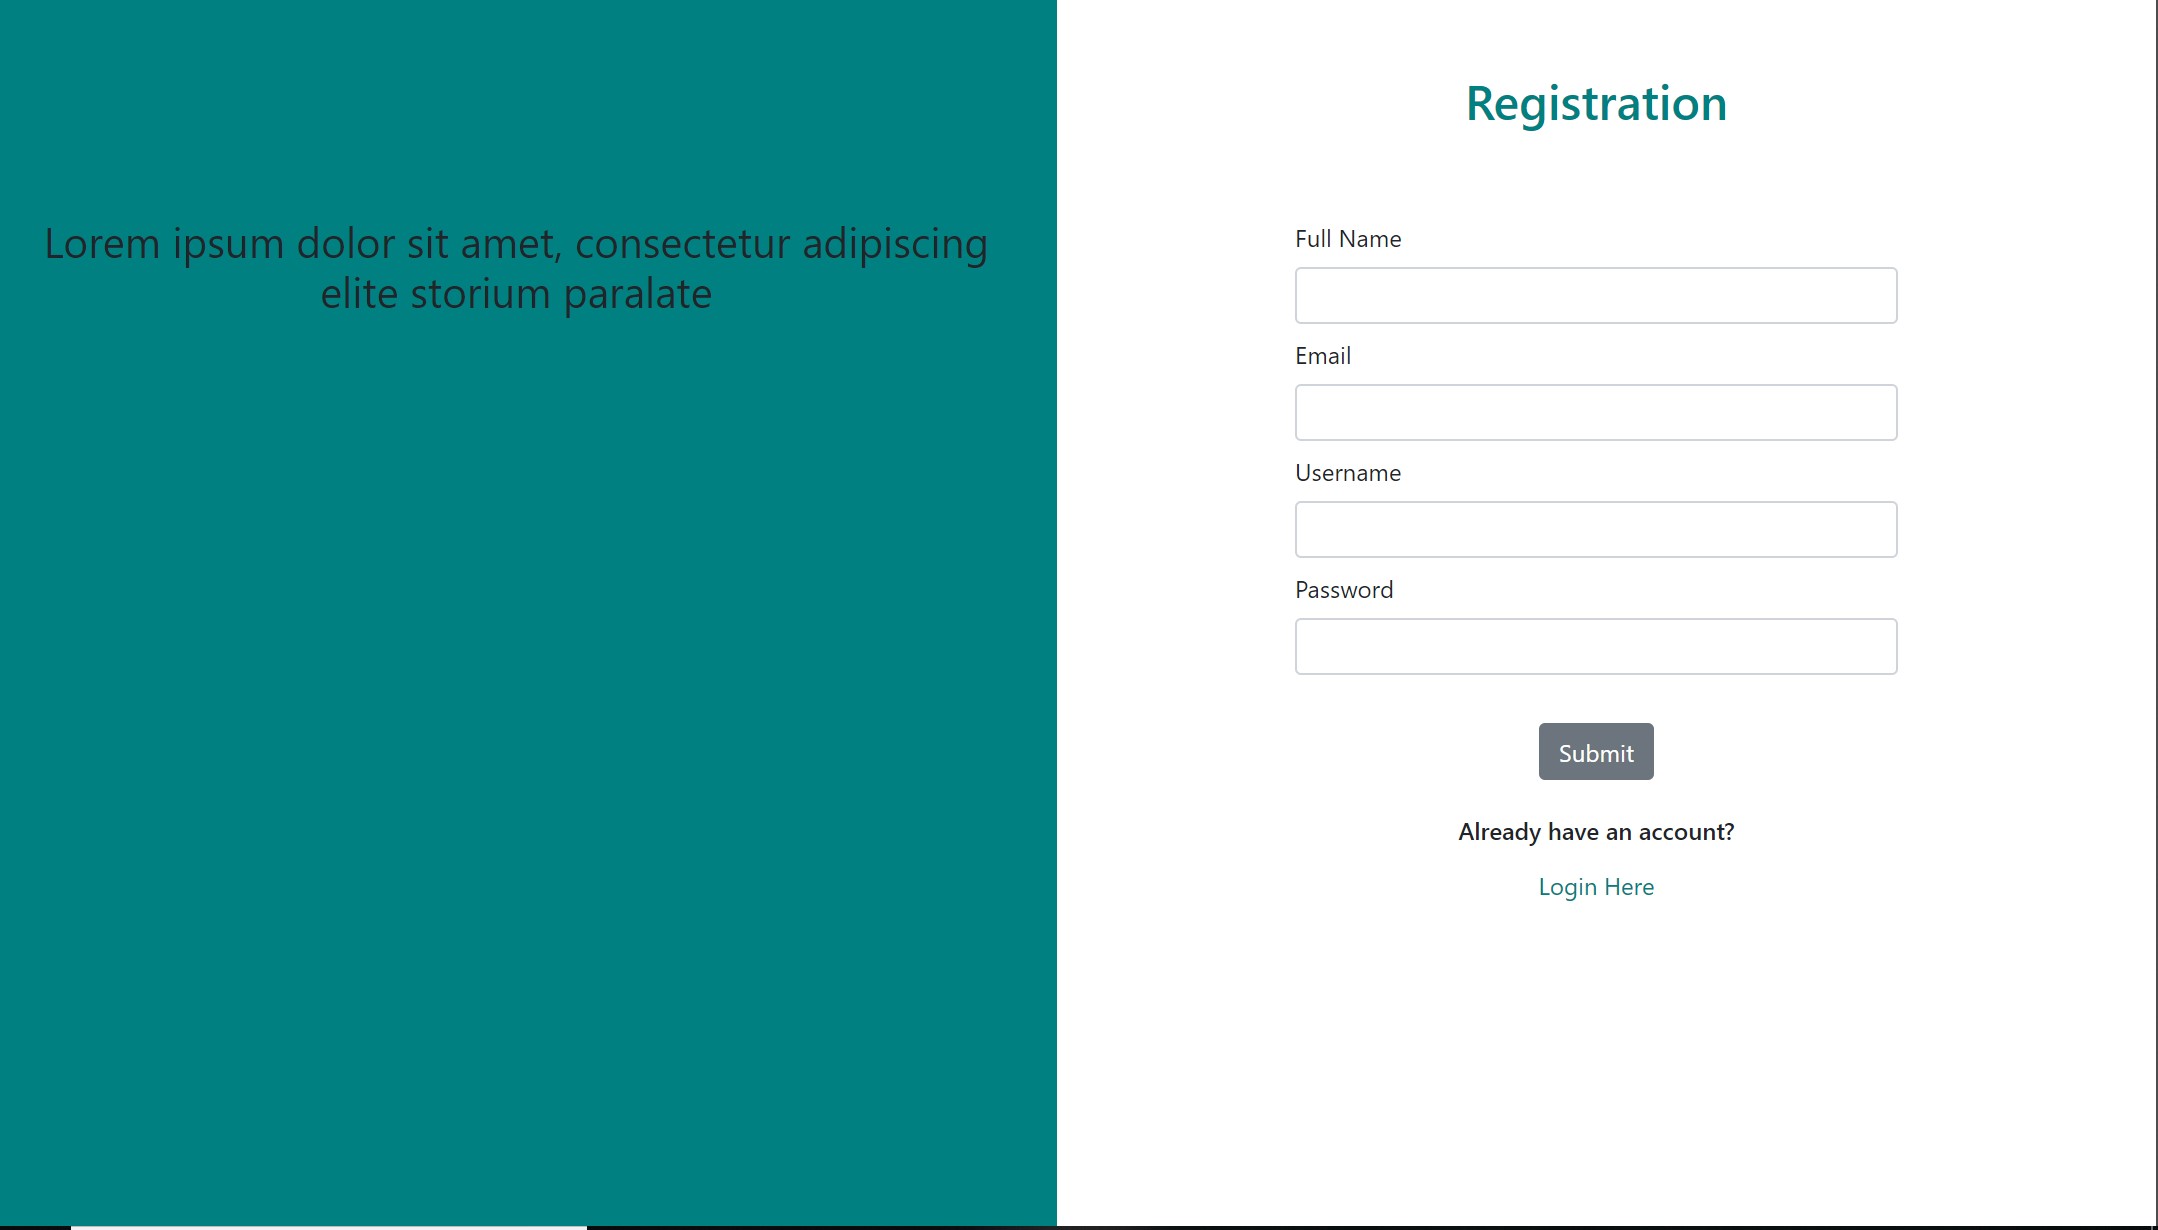 Lorem ipsum dolor sit amet, consectetur adipiscing
elite storium paralate
Registration
Full Name
Email
Username
Password
Submit
Already have an account?
Login Here